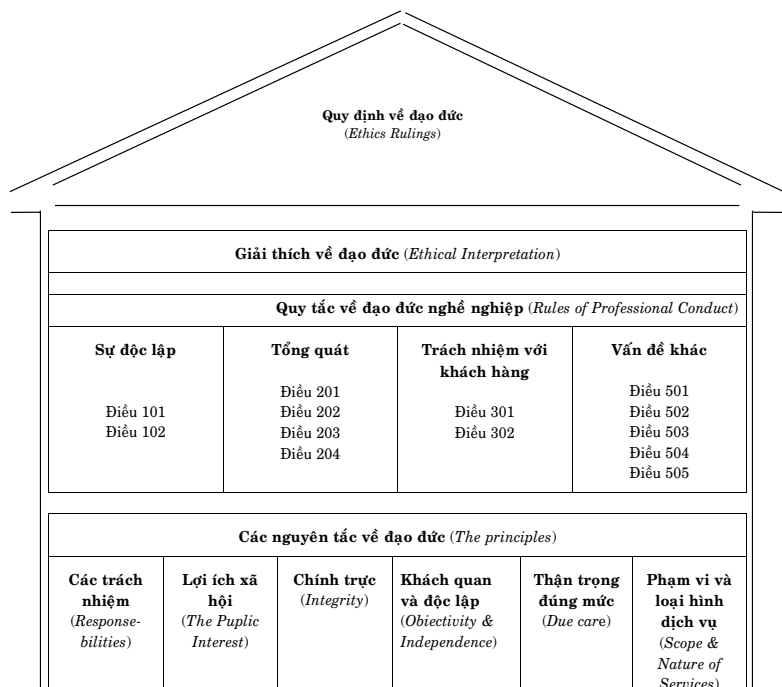 Quy định về đạo đức
(Ethics Rulings)
Giải thích về đạo đức (Ethical Interpretation)
Quy tắc về đạo đức nghề nghiệp (Rules of Professional Conduct)
Sự độc lập
Điều 101
Điều 102
Tổng quát
Điều 201
Điều 202
Điều 203
Điều 204
Trách nhiệm với
khách hàng
Điều 301
Điều 302
Vấn đề khác
Điều 501
Điều 502
Điều 503
Điều 504
Điều 505
Các nguyên tắc về đạo đức (The principles)
Các trách
nhiệm
(Response-
bilities)
Lợi ích xã
hội
(The Puplic
Interest)
Chính trực
(Integrity)
Khách quan
và độc lập
(Obiectivity &
Independence)
Thận trọng
đúng mức
(Due care)
Phạm vi và
loại hình
dịch vụ
(Scope &
Nature of
Services)